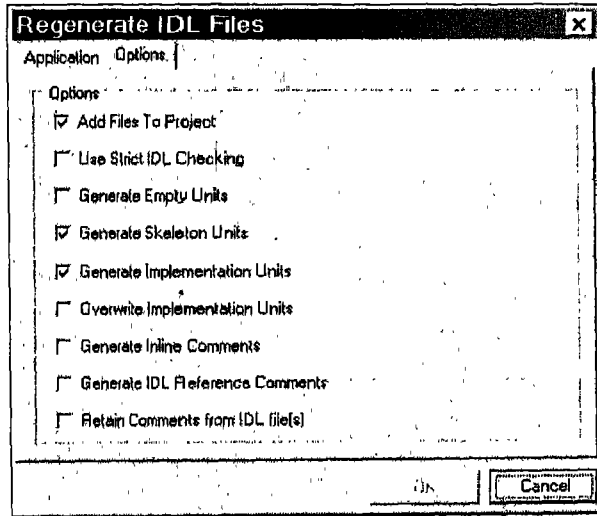 Regenerate IDL Files
Application Options
Options
Add Files To Project
Use Strict IDL Checking
Generate Empty Units
Generate Skeleton Units
Generate Implementation Units
Overwrite Implementation Units
Generate Inline Comments
Generate IDL Reference Comments
Retain Comments from IDL file(s)
Cancel